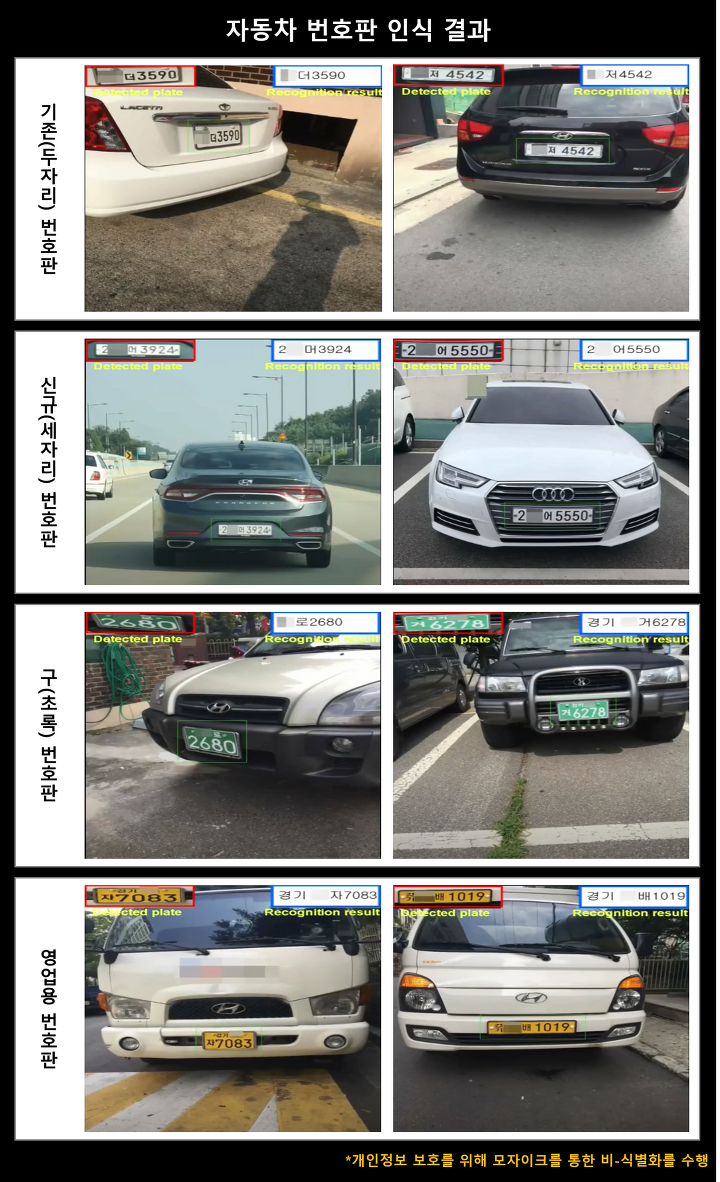 자동차 번호판 인식 결과
기존(두자리) 번호판
더3590
더3590
Detected plate
Recognition result
LACETTI
더3590
저 4542
저4542
Detected plate
Recognition result
저 4542
신규(세자리) 번호판
2 머3924
2 머3924
Detected plate
Recognition result
2 머3924
2 어5550
2 어5550
Detected plate
Recognition result
2 어5550
구(초록) 번호판
2680
로2680
Detected plate
Recognition result
로
2680
거6278
경기 거6278
Detected plate
Recognition result
경기
거6278
영업용 번호판
경기
자7083
경기 자7083
Detected plate
Recognition result
경기
자7083
배 1019
경기 배1019
Detected plate
Recognition result
배 1019
*개인정보 보호를 위해 모자이크를 통한 비-식별화를 수행